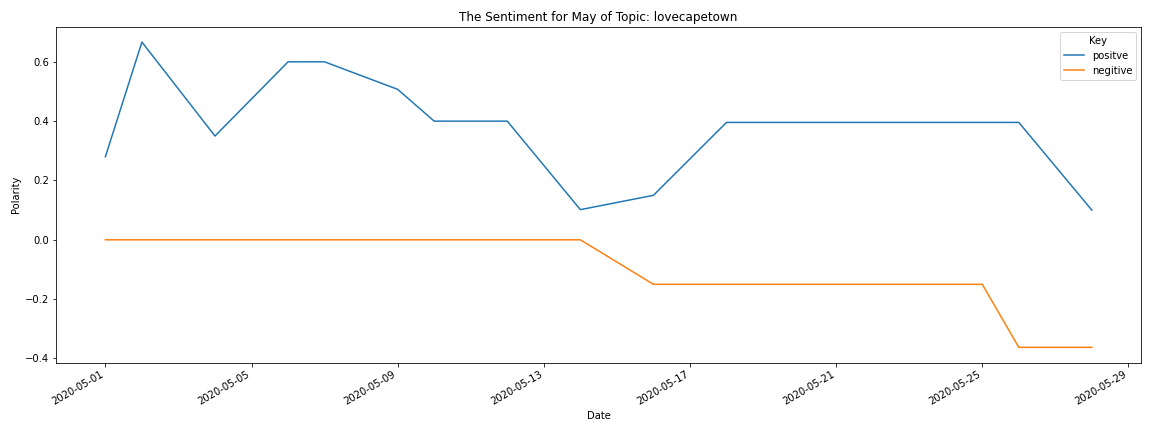 The Sentiment for May of Topic: lovecapetown
Key
positve
negitive
Polarity
0.6
0.4
0.2
0.0
−0.2
−0.4
2020-05-01
2020-05-05
2020-05-09
2020-05-13
2020-05-17
2020-05-21
2020-05-25
2020-05-29
Date